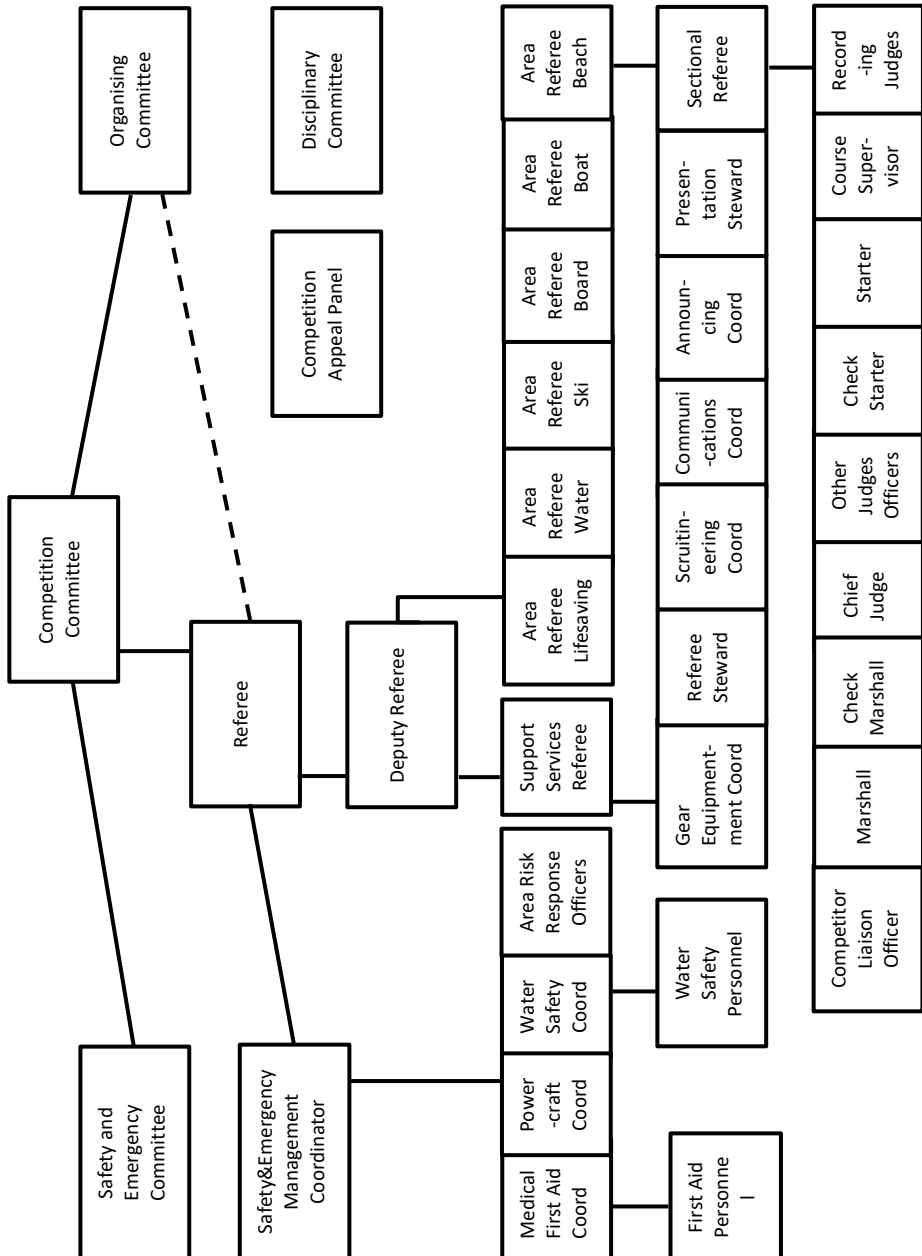 Competition
Committee
Safety and
Emergency
Committee
Organising
Committee
Referee
Safety&Emergency
Management
Coordinator
Competition
Appeal Panel
Disciplinary
Committee
Deputy Referee
Medical
First Aid
Coord
Power
-craft
Coord
Water
Safety
Coord
Area Risk
Response
Officers
Support
Services
Referee
Area
Referee
Lifesaving
Area
Referee
Water
Area
Referee
Ski
Area
Referee
Board
Area
Referee
Boat
Area
Referee
Beach
First Aid
Personne
l
Water
Safety
Personnel
Gear
Equipment-
ment Coord
Referee
Steward
Scruitin-
eering
Coord
Communi
-cations
Coord
Announ-
cing
Coord
Presen-
tation
Steward
Sectional
Referee
Competitor
Liaison
Officer
Marshall
Check
Marshall
Chief
Judge
Other
Judges
Officers
Check
Starter
Starter
Course
Super-
visor
Record
-ing
Judges